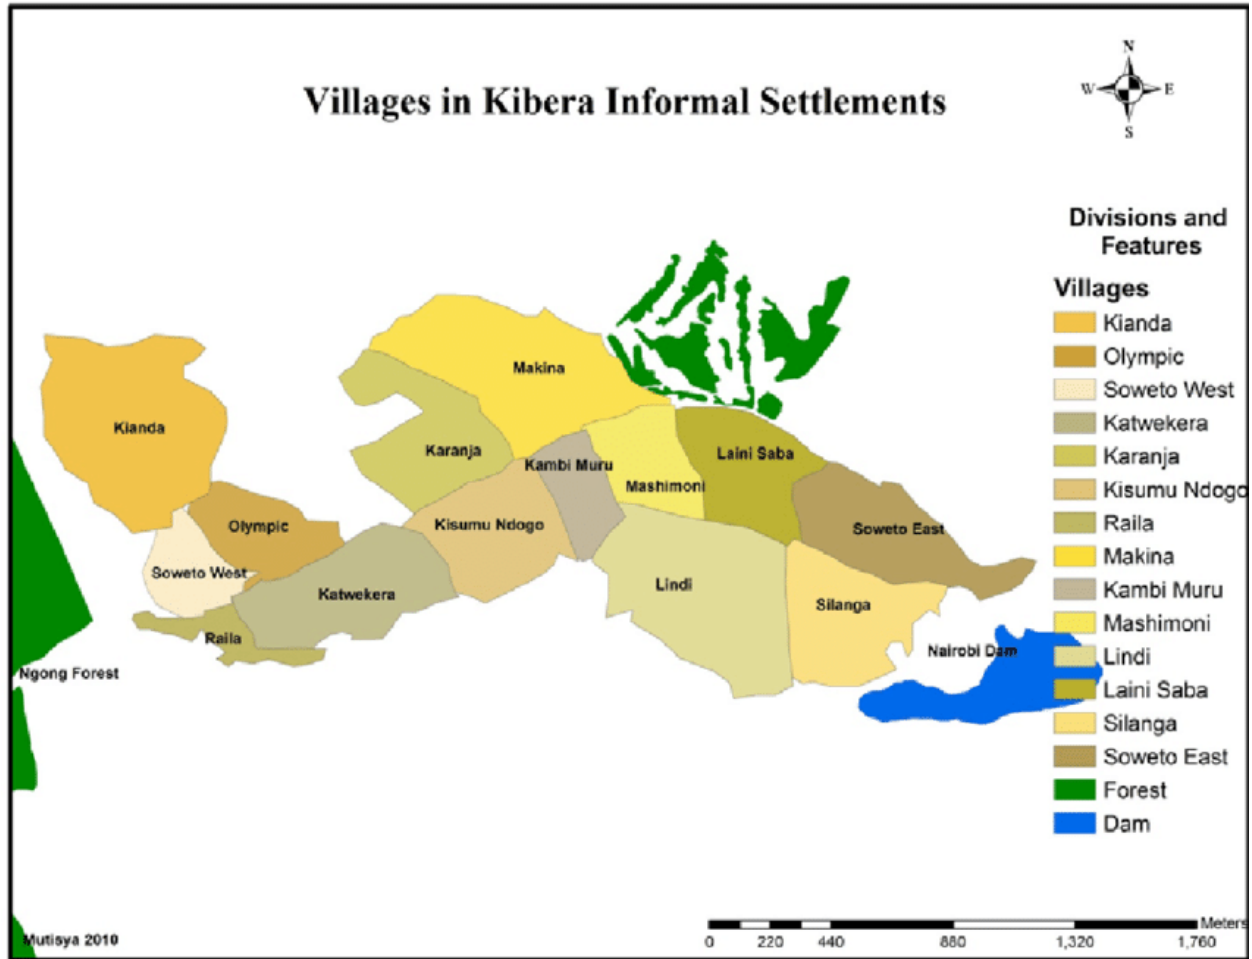 N
W E
S
Villages in Kibera Informal Settlements
Divisions and
Features
Villages
Kianda
Olympic
Soweto West
Katwekera
Karanja
Kisumu Ndogo
Raila
Makina
Kambi Muru
Mashimoni
Lindi
Laini Saba
Silanga
Soweto East
Forest
Dam
Makina
Kianda
Karanja
Kambi Muru
Laini Saba
Mashimoni
Olympic
Kisumu Ndogo
Soweto East
Soweto West
Katwekera
Lindi
Silanga
Raila
Nairobi Dam
Ngong Forest
Mutisya 2010
Meters
0 220 440 880 1,320 1,760